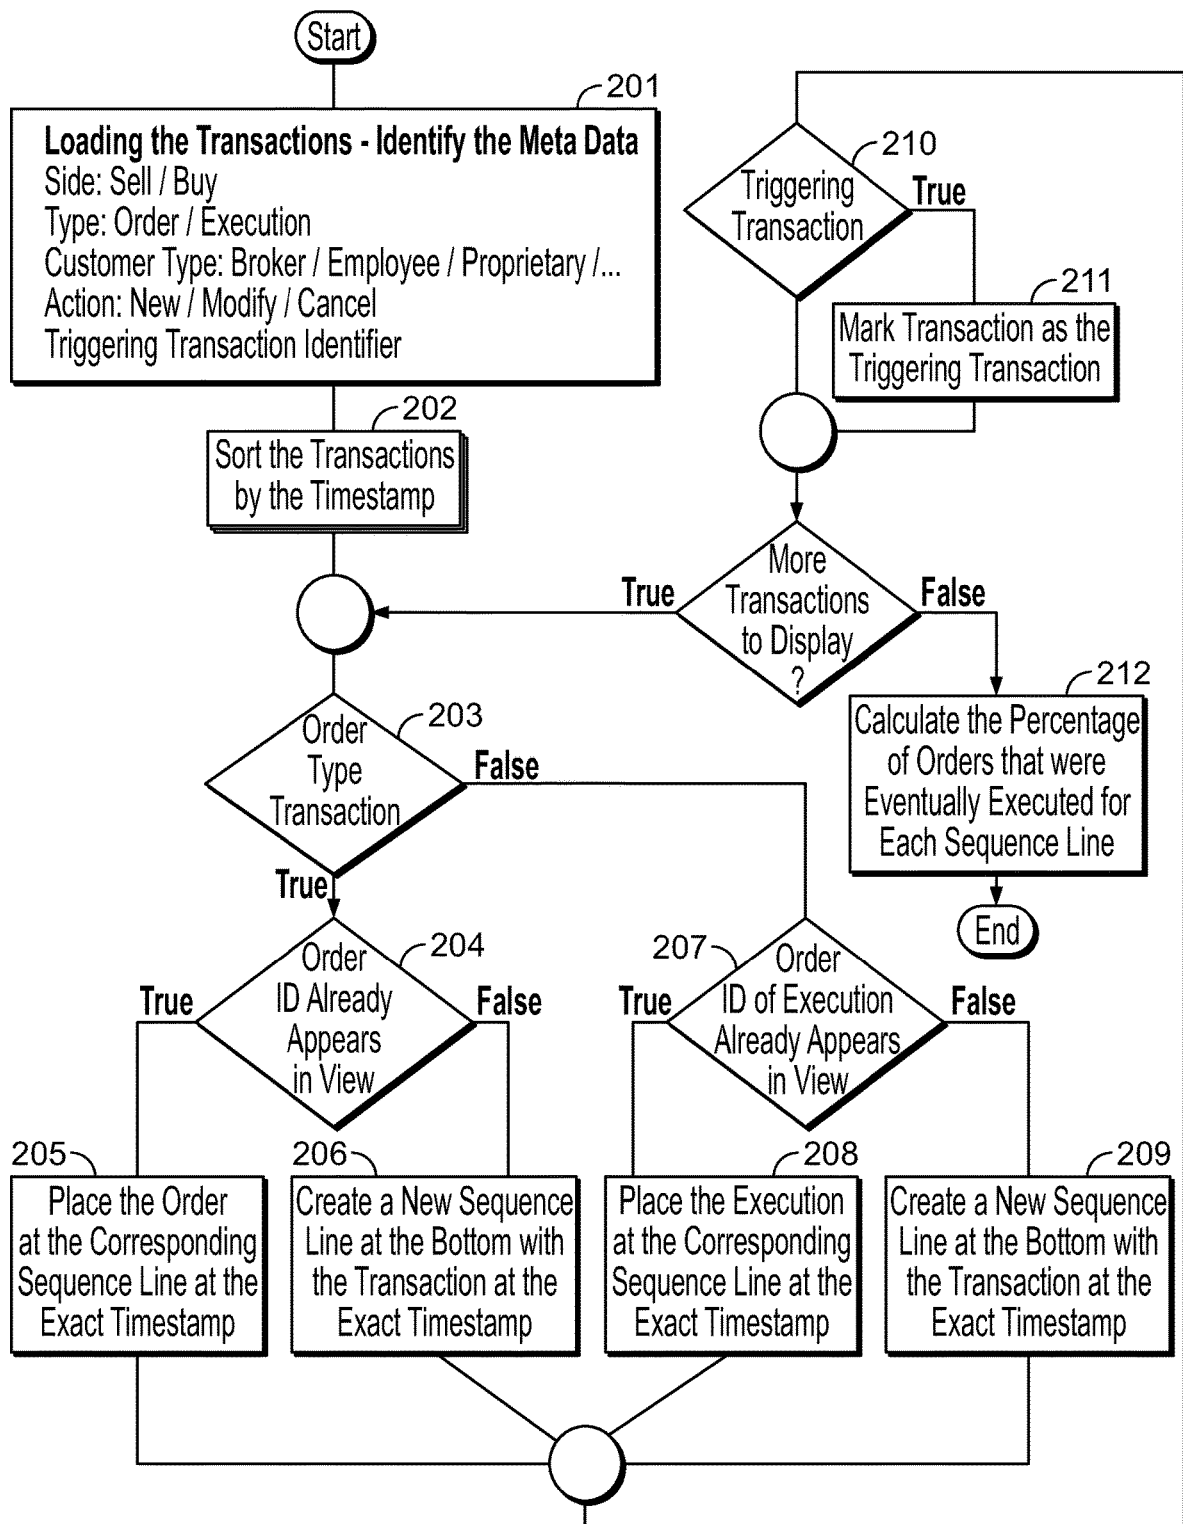 Start
201
Loading the Transactions - Identify the Meta Data
Side: Sell / Buy
Type: Order / Execution
Customer Type: Broker / Employee / Proprietary /...
Action: New / Modify / Cancel
Triggering Transaction Identifier
202
Sort the Transactions
by the Timestamp
203
Order
Type
Transaction
False
True
204
Order
ID Already
Appears
in View
True
False
205
Place the Order
at the Corresponding
Sequence Line at the
Exact Timestamp
206
Create a New Sequence
Line at the Bottom with
the Transaction at the
Exact Timestamp
207
Order
ID of Execution
Already Appears
in View
True
False
208
Place the Execution
at the Corresponding
Sequence Line at the
Exact Timestamp
209
Create a New Sequence
Line at the Bottom with
the Transaction at the
Exact Timestamp
210
Triggering
Transaction
True
211
Mark Transaction as the
Triggering Transaction
More
Transactions
to Display
?
True
False
212
Calculate the Percentage
of Orders that were
Eventually Executed for
Each Sequence Line
End